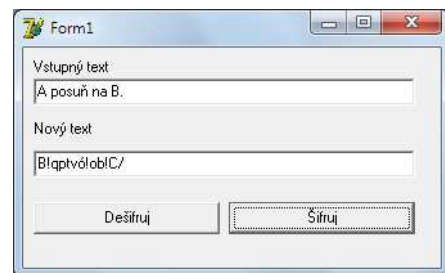 Form1
Vstupný text
A posuň na B.
Nový text
B!qptvó!ob!C/
Dešifruj Šifruj